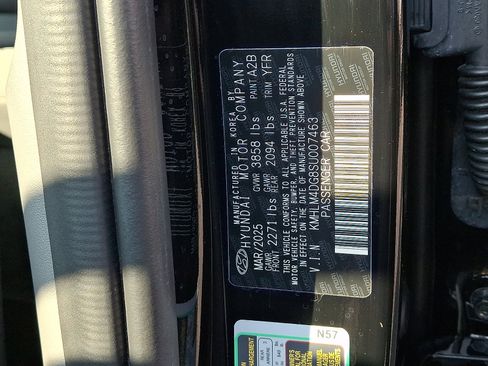 MANUFACTURED IN KOREA BY
HYUNDAI MOTOR COMPANY
MAR/2025 GVWR 3858 lbs PAINT A2B
GAWR FRONT 2271 lbs GAWR REAR 2094 lbs TRIM YFR
THIS VEHICLE CONFORMS TO ALL APPLICABLE U.S.A. FEDERAL
MOTOR VEHICLE SAFETY, BUMPER, AND THEFT PREVENTION STANDARDS
IN EFFECT ON THE DATE OF MANUFACTURE SHOWN ABOVE
V.I.N KMHLM4DG8SU007463
PASSENGER CAR
N57